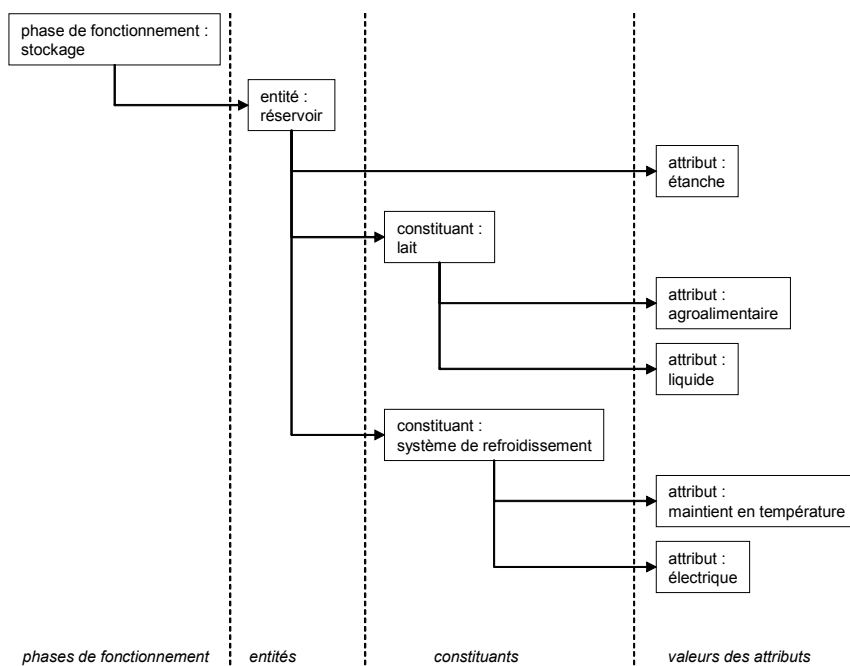 phase de fonctionnement :
stockage
entité :
réservoir
attribut :
étanche
constituant :
lait
attribut :
agroalimentaire
attribut :
liquide
constituant :
système de refroidissement
attribut :
maintient en température
attribut :
électrique
phases de fonctionnement
entités
constituants
valeurs des attributs